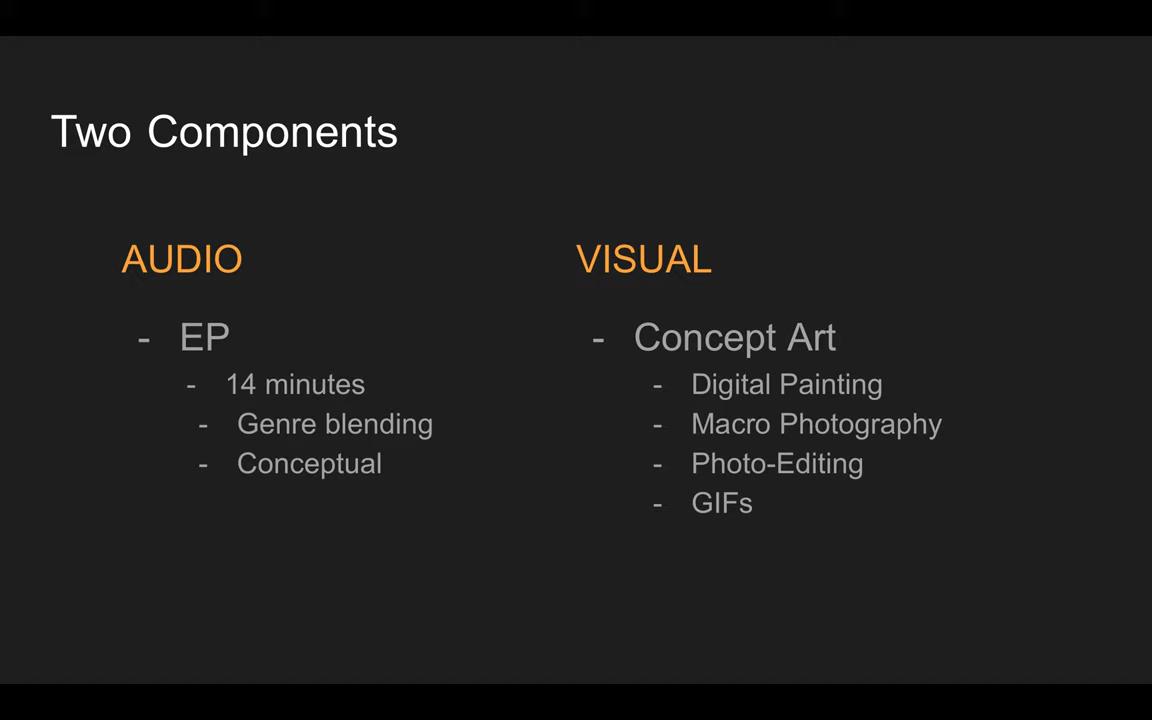 Two Components
AUDIO
- EP
- 14 minutes
- Genre blending
- Conceptual
VISUAL
- Concept Art
- Digital Painting
- Macro Photography
- Photo-Editing
- GIFs